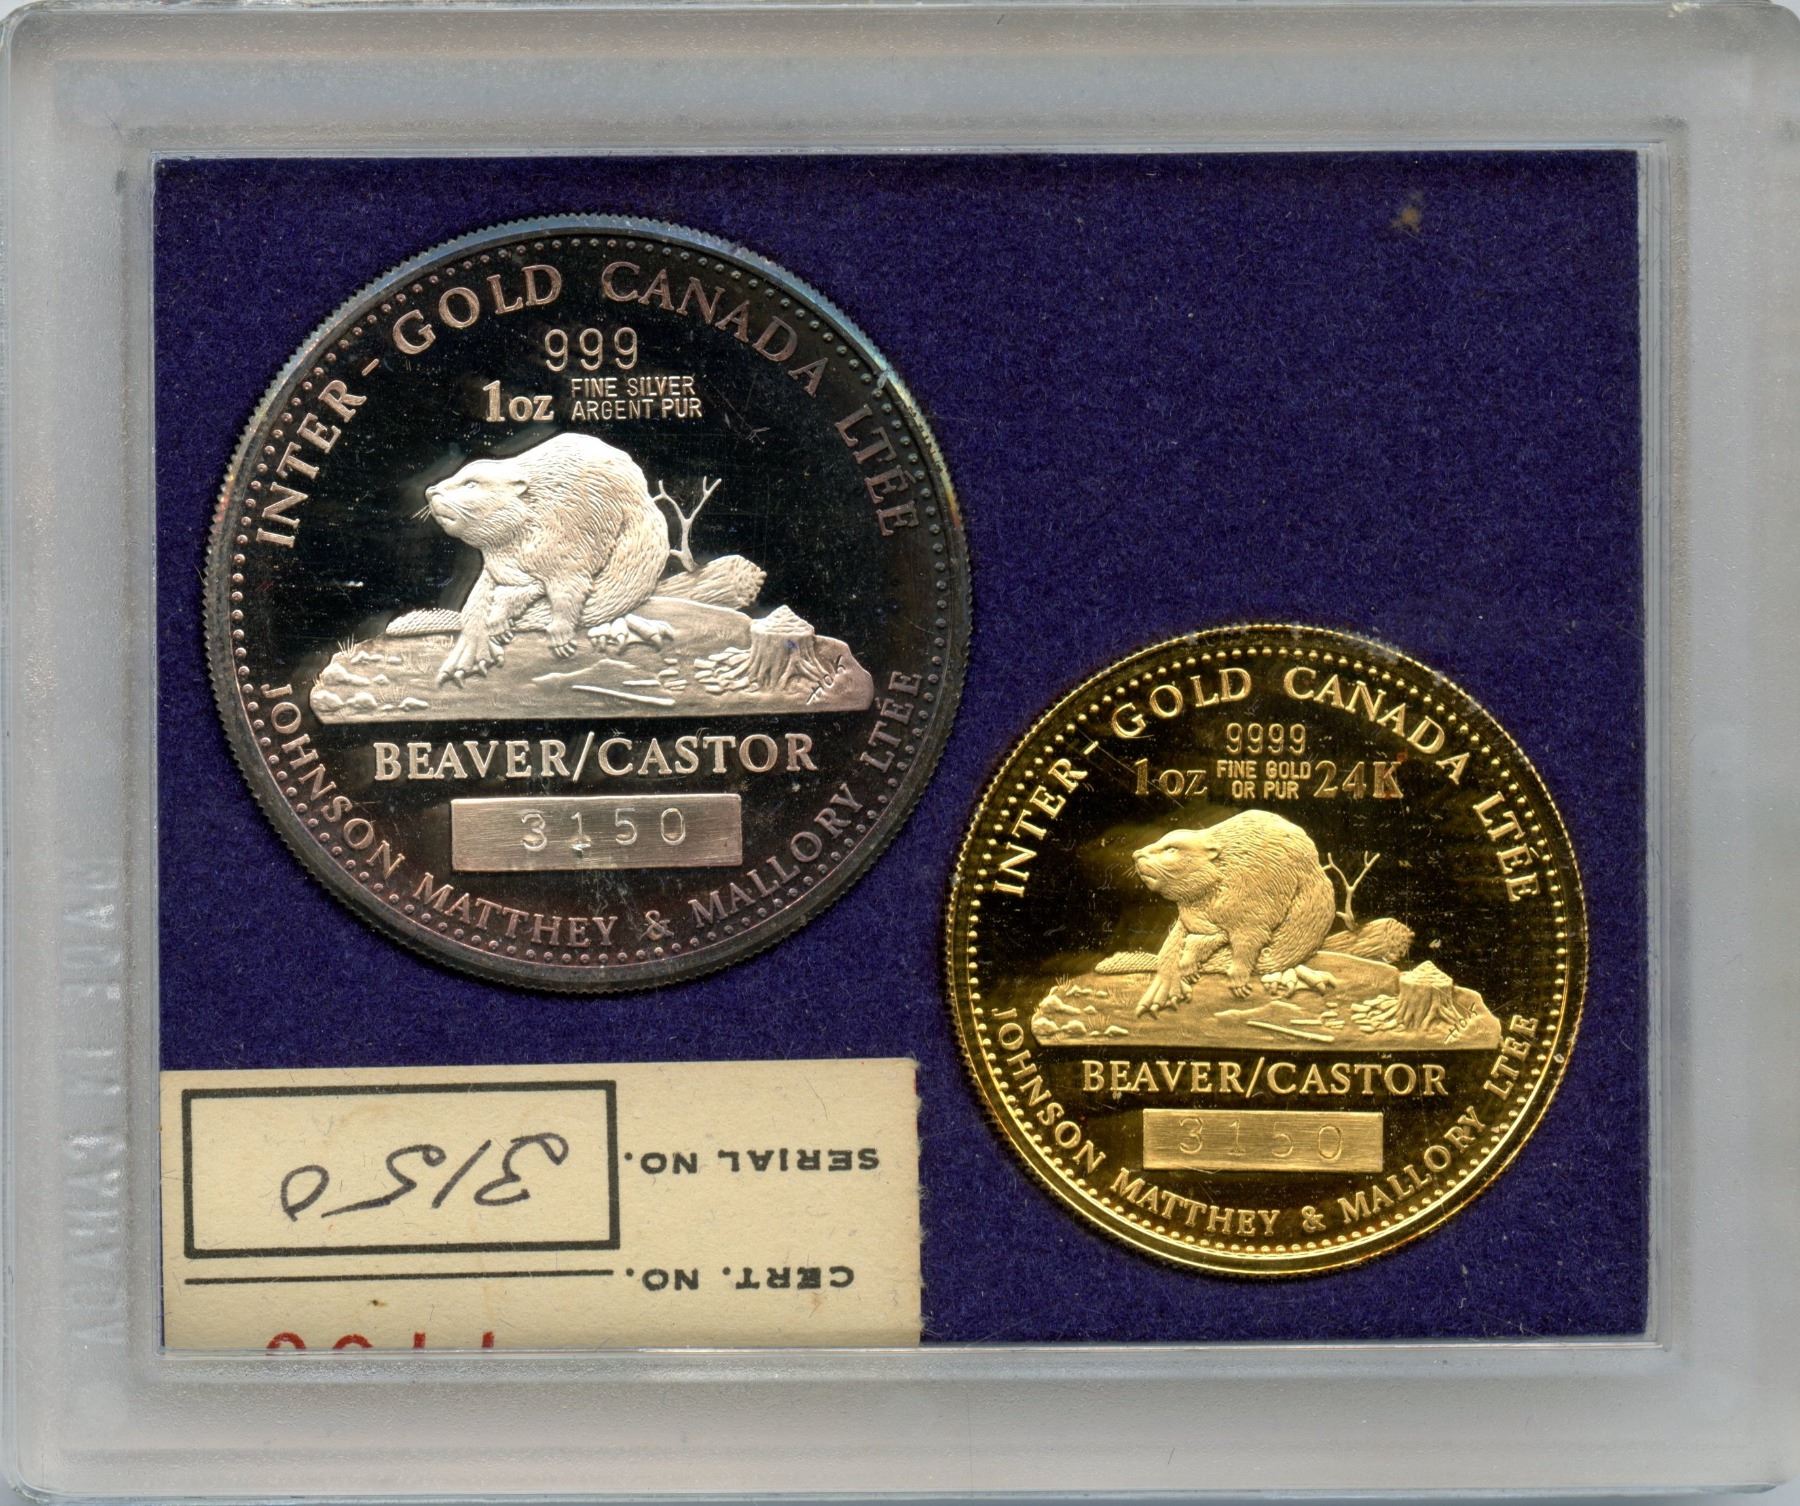 INTER-GOLD CANADA LTÉE
999
1oz FINE SILVER
ARGENT PUR
HOK
BEAVER/CASTOR
3150
JOHNSON MATTHEY & MALLORY LTÉE
INTER-GOLD CANADA LTÉE
9999
1oz FINE GOLD 24K
OR PUR
HOK
BEAVER/CASTOR
3150
JOHNSON MATTHEY & MALLORY LTÉE
CERT. NO.
SERIAL NO. 3150